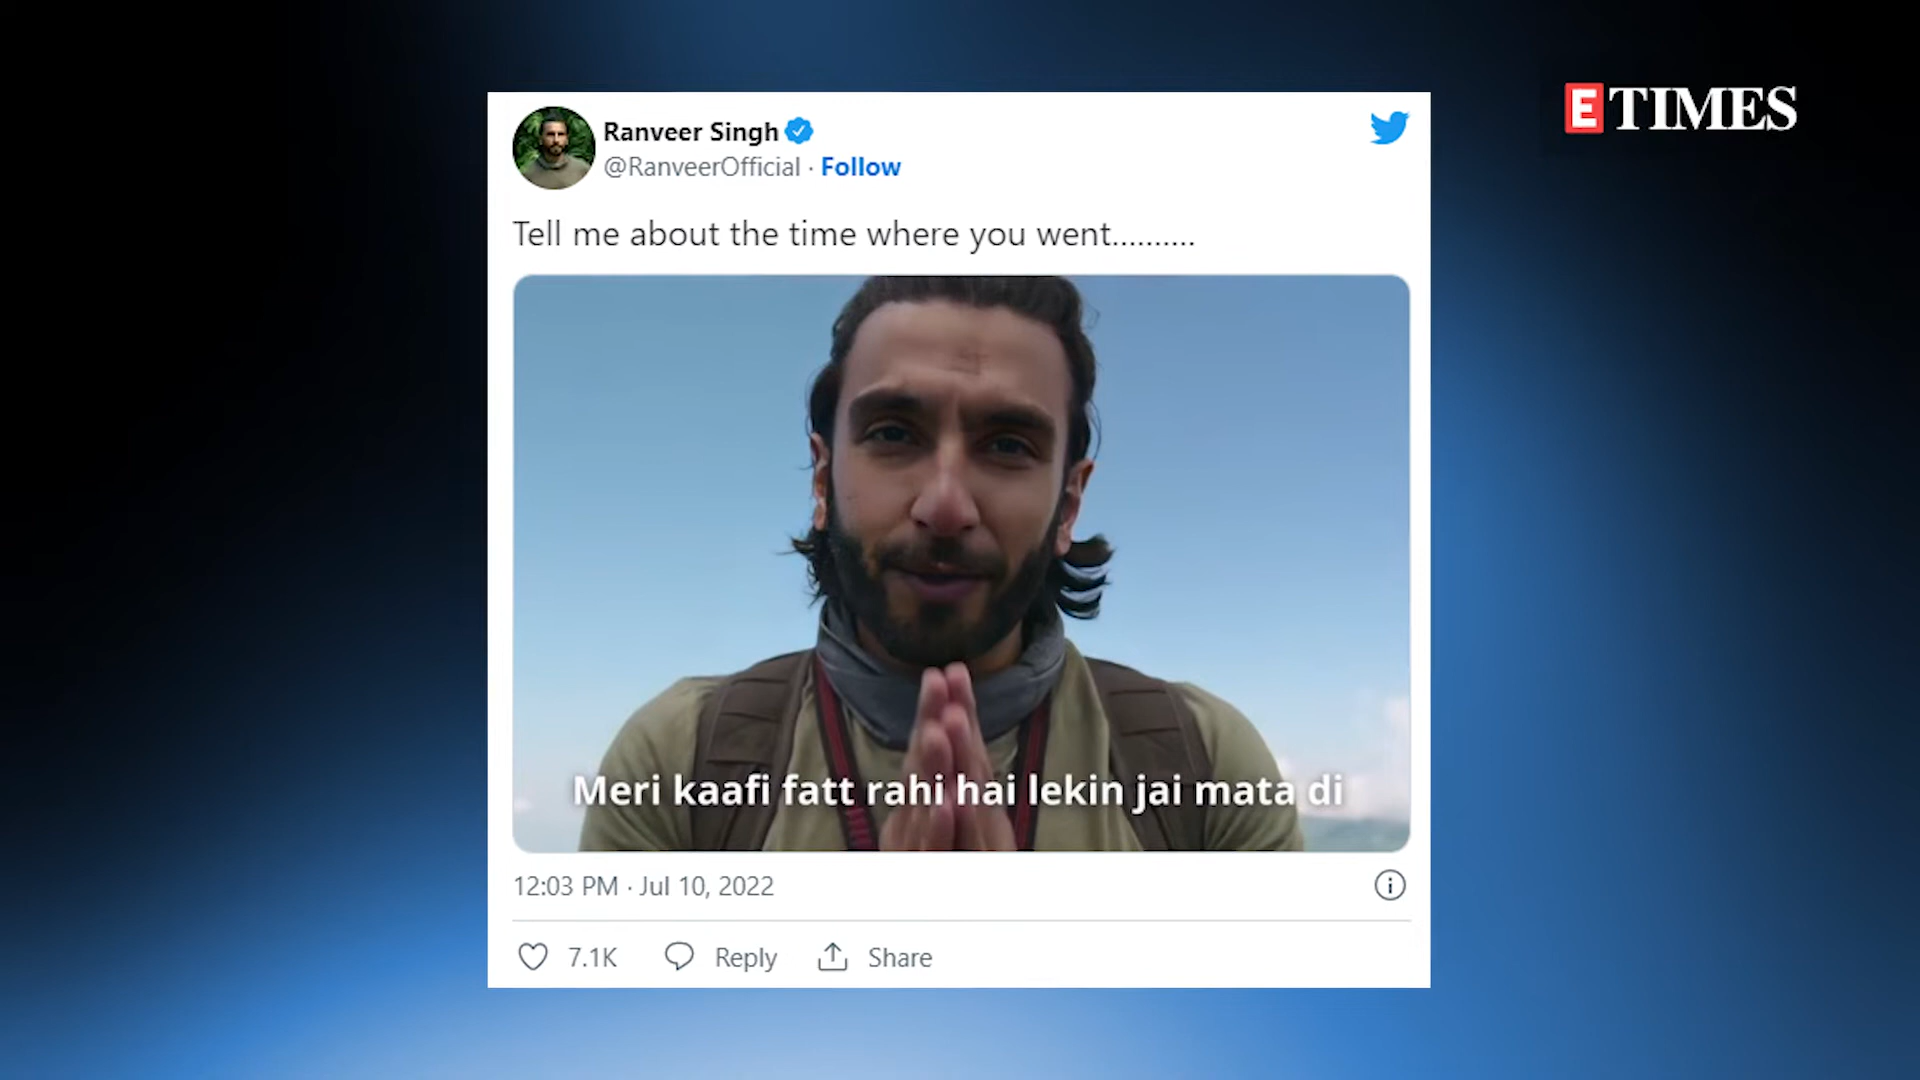 ETIMES
Ranveer Singh
@RanveerOfficial · Follow
Tell me about the time where you went..........
Meri kaafi fatt rahi hai lekin jai mata di
12:03 PM · Jul 10, 2022
7.1K Reply Share